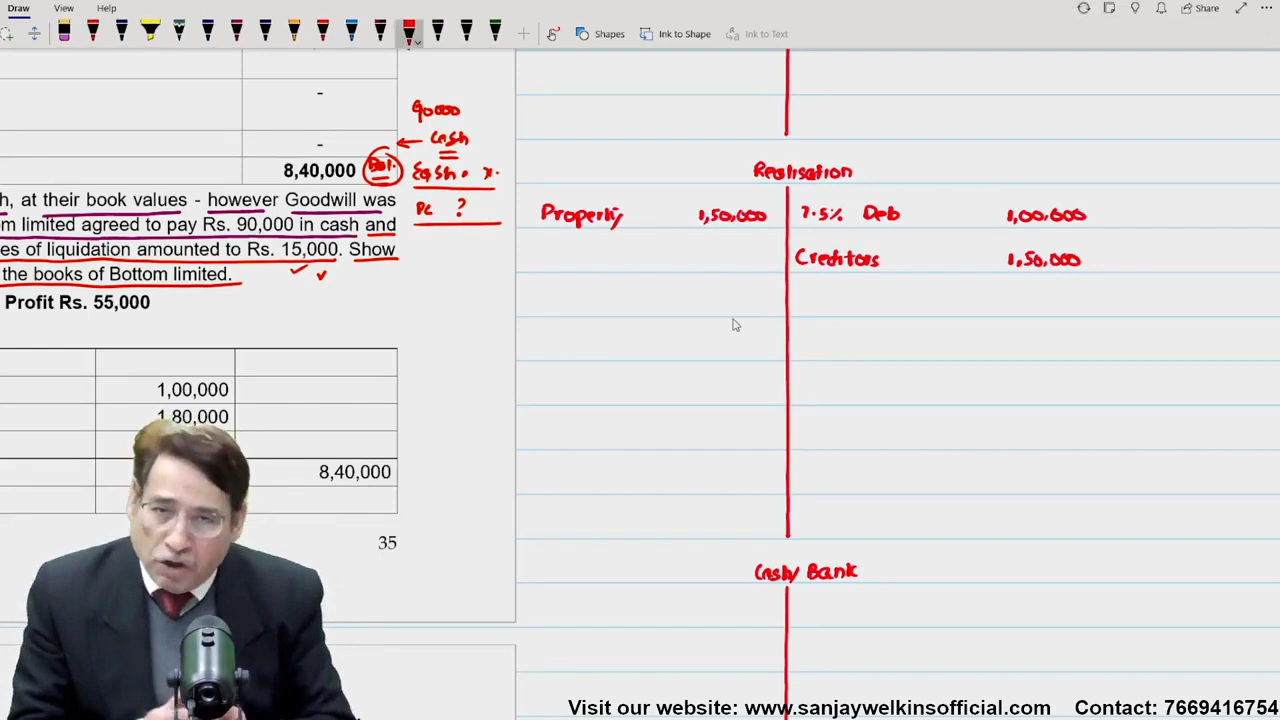 Draw View Help
Share
Shapes Ink to Shape Ink to Text
-
-
8,40,000
90000
Cash
Bal.
Cash • x.
PC ?
h, at their book values - however Goodwill was
om limited agreed to pay Rs. 90,000 in cash and
es of liquidation amounted to Rs. 15,000. Show
the books of Bottom limited.
Profit Rs. 55,000
1,00,000
1,80,000
8,40,000
35
Realisation
Property 1,50,000 7.5% Deb 1,00,000
Creditors 1,50,000
Cash/ Bank
Visit our website: www.sanjaywelkinsofficial.com Contact: 7669416754